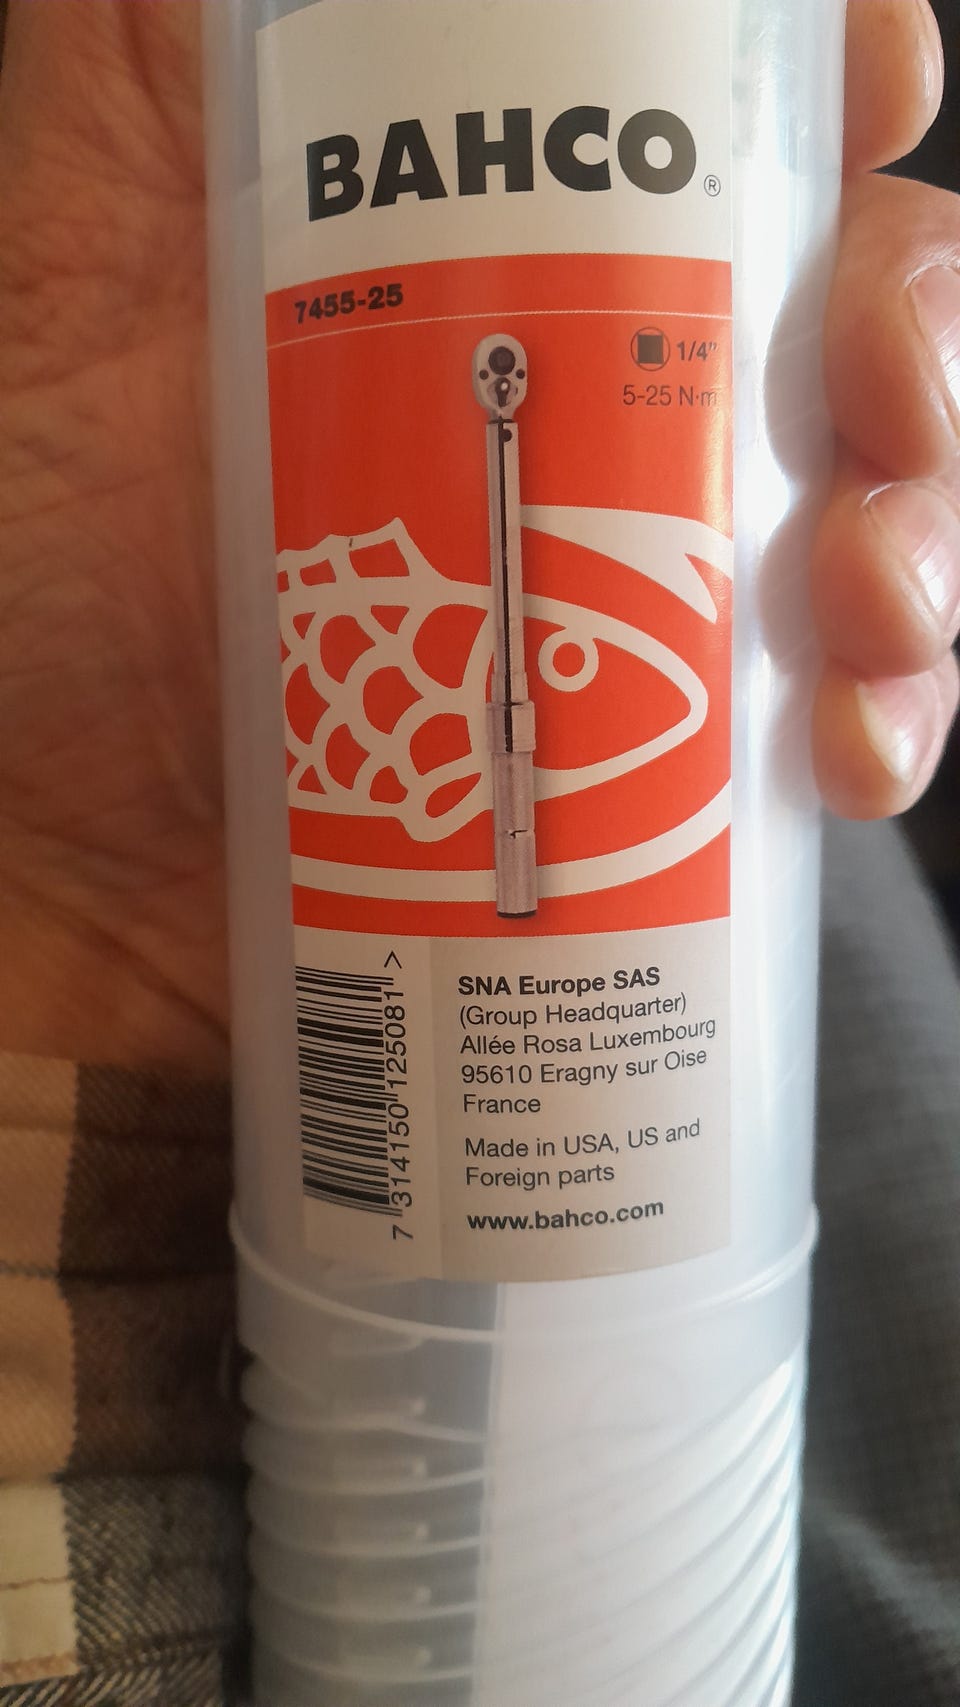 BAHCO®
7455-25
1/4"
5-25 N·m
SNA Europe SAS
(Group Headquarter)
Allée Rosa Luxembourg
95610 Eragny sur Oise
France
Made in USA, US and
Foreign parts
www.bahco.com
7 314150 125081 >